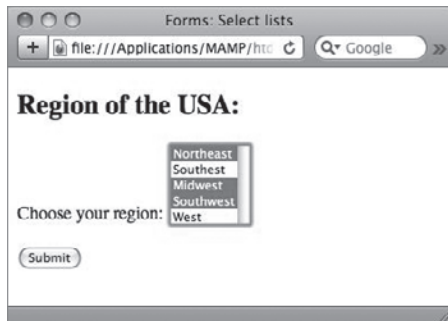 Forms: Select lists
+ file:///Applications/MAMP/htc Google »
Region of the USA:
Northeast
Southest
Midwest
Southwest
West
Choose your region:
Submit